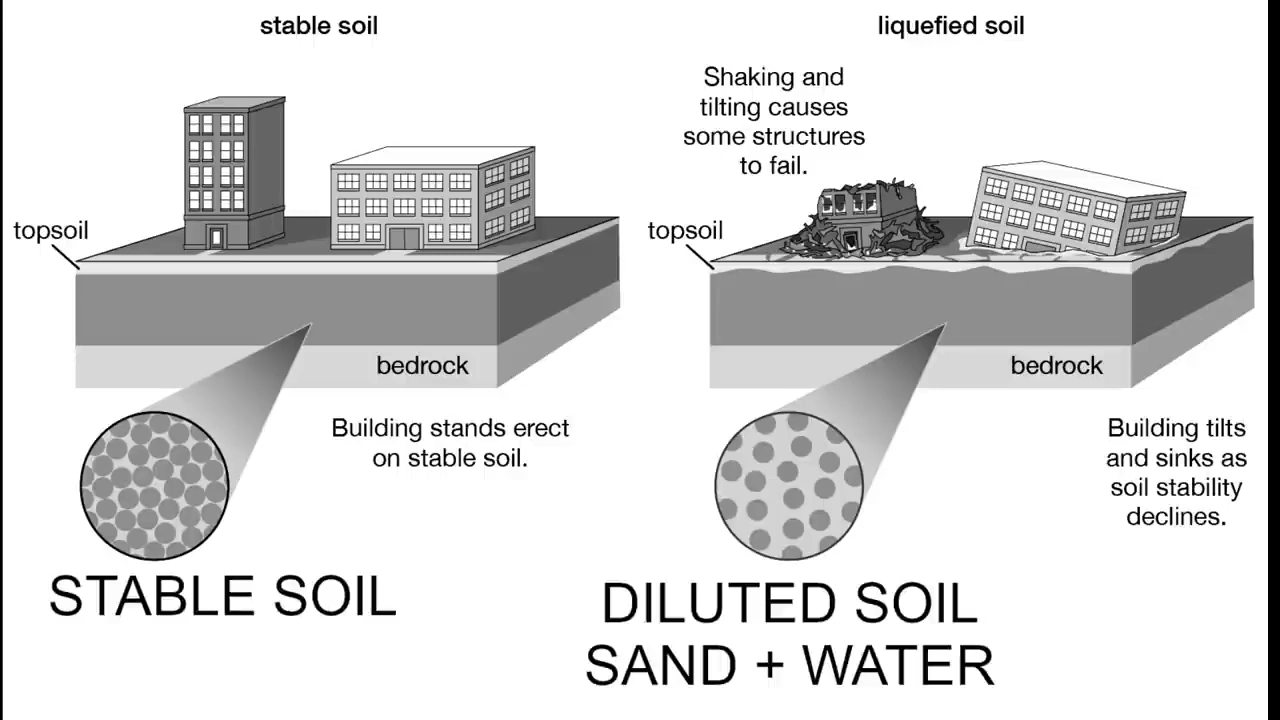 stable soil
topsoil
bedrock
Building stands erect
on stable soil.
STABLE SOIL
liquefied soil
Shaking and
tilting causes
some structures
to fail.
topsoil
bedrock
Building tilts
and sinks as
soil stability
declines.
DILUTED SOIL
SAND + WATER